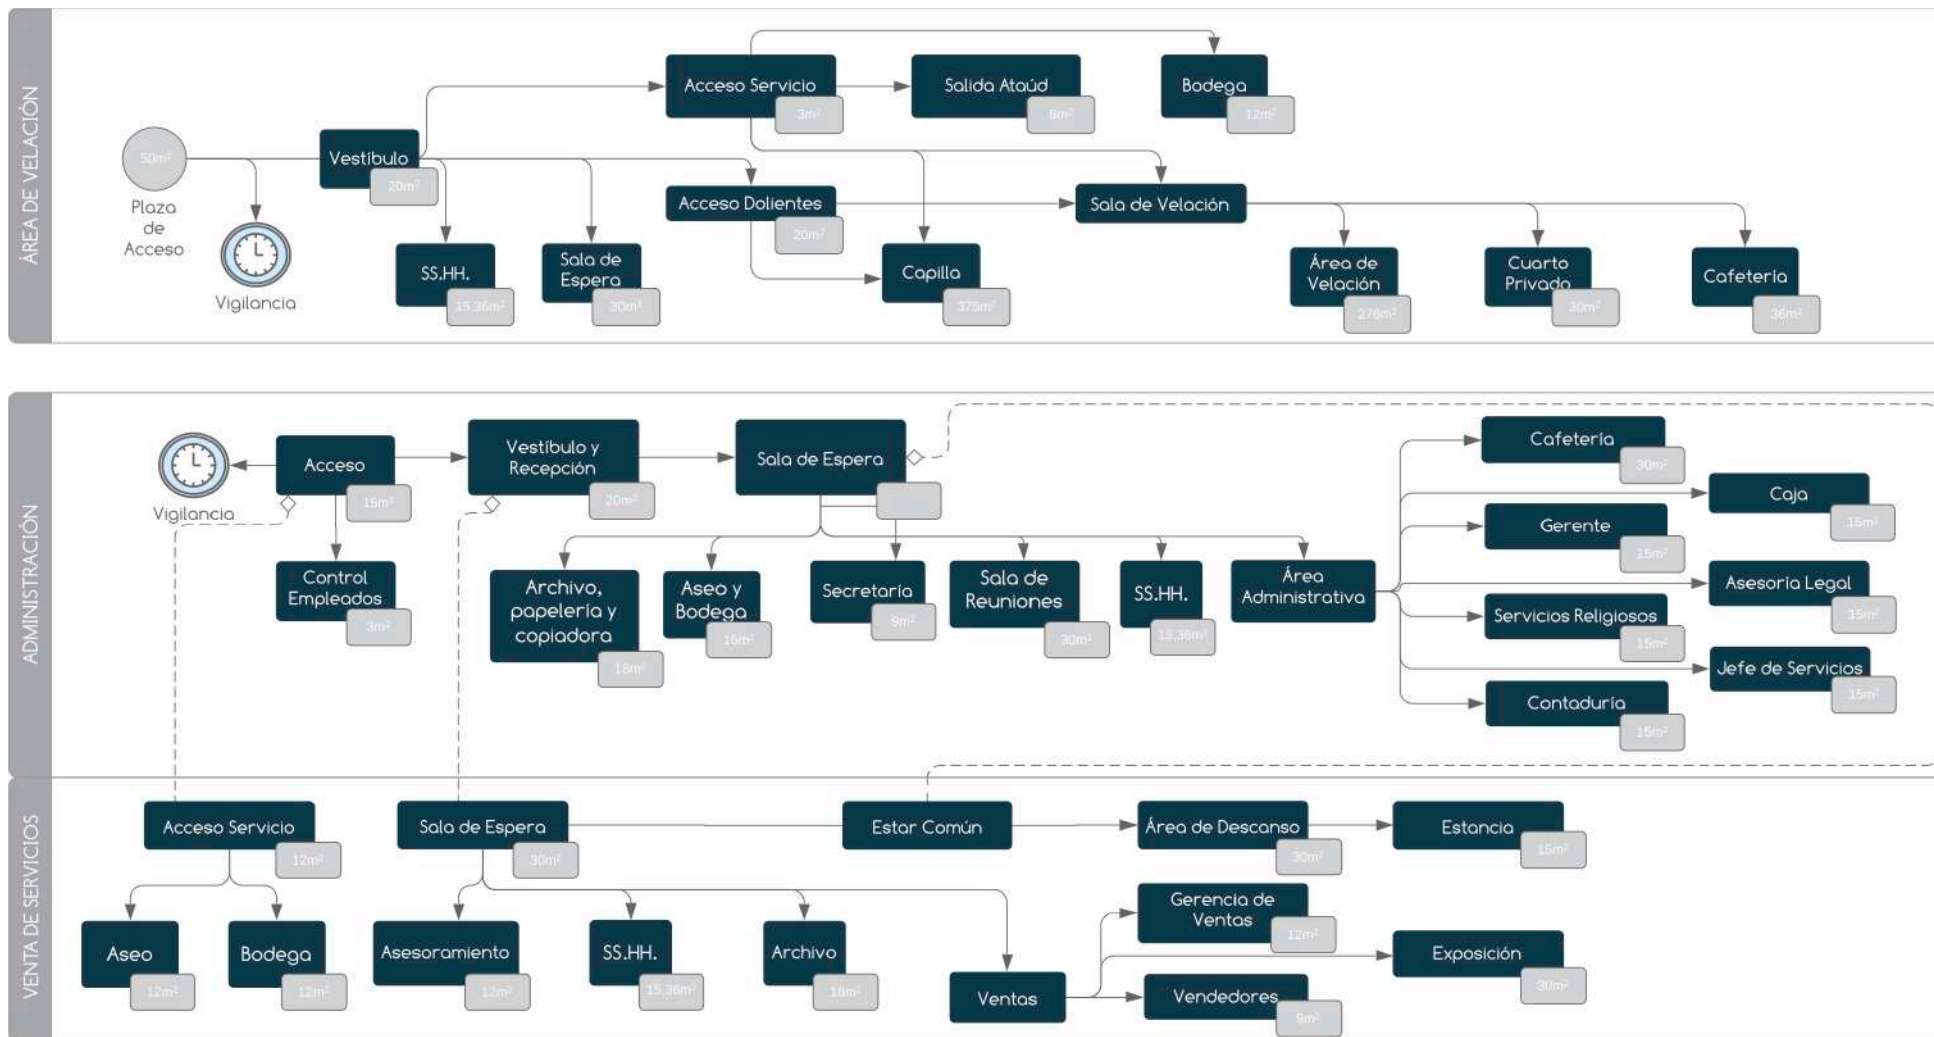 ÁREA DE VELACIÓN
Acceso Servicio
3m²
Salida Ataúd
Bodega
12m²
50m²
Plaza
de
Acceso
Vestíbulo
20m²
Vigilancia
SS.HH.
15,36m²
Sala de
Espera
30m²
Acceso Dolientes
20m²
Capilla
375m²
Sala de Velación
Área de
Velación
Cuarto
Privado
30m²
Cafetería
36m²
ADMINISTRACIÓN
Vigilancia
Acceso
15m²
Control
Empleados
3m²
Vestíbulo y
Recepción
20m²
Sala de Espera
Archivo,
papelería y
copiadora
18m²
Aseo y
Bodega
15m²
Secretaría
9m²
Sala de
Reuniones
30m²
SS.HH.
15,36m²
Área
Administrativa
Cafetería
30m²
Caja
15m²
Gerente
15m²
Asesoría Legal
15m²
Servicios Religiosos
15m²
Jefe de Servicios
15m²
Contaduría
15m²
VENTA DE SERVICIOS
Acceso Servicio
12m²
Aseo
12m²
Bodega
12m²
Sala de Espera
30m²
Asesoramiento
12m²
SS.HH.
15,36m²
Archivo
Estar Común
Área de Descanso
30m²
Estancia
15m²
Ventas
Gerencia de
Ventas
12m²
Exposición
30m²
Vendedores
9m²